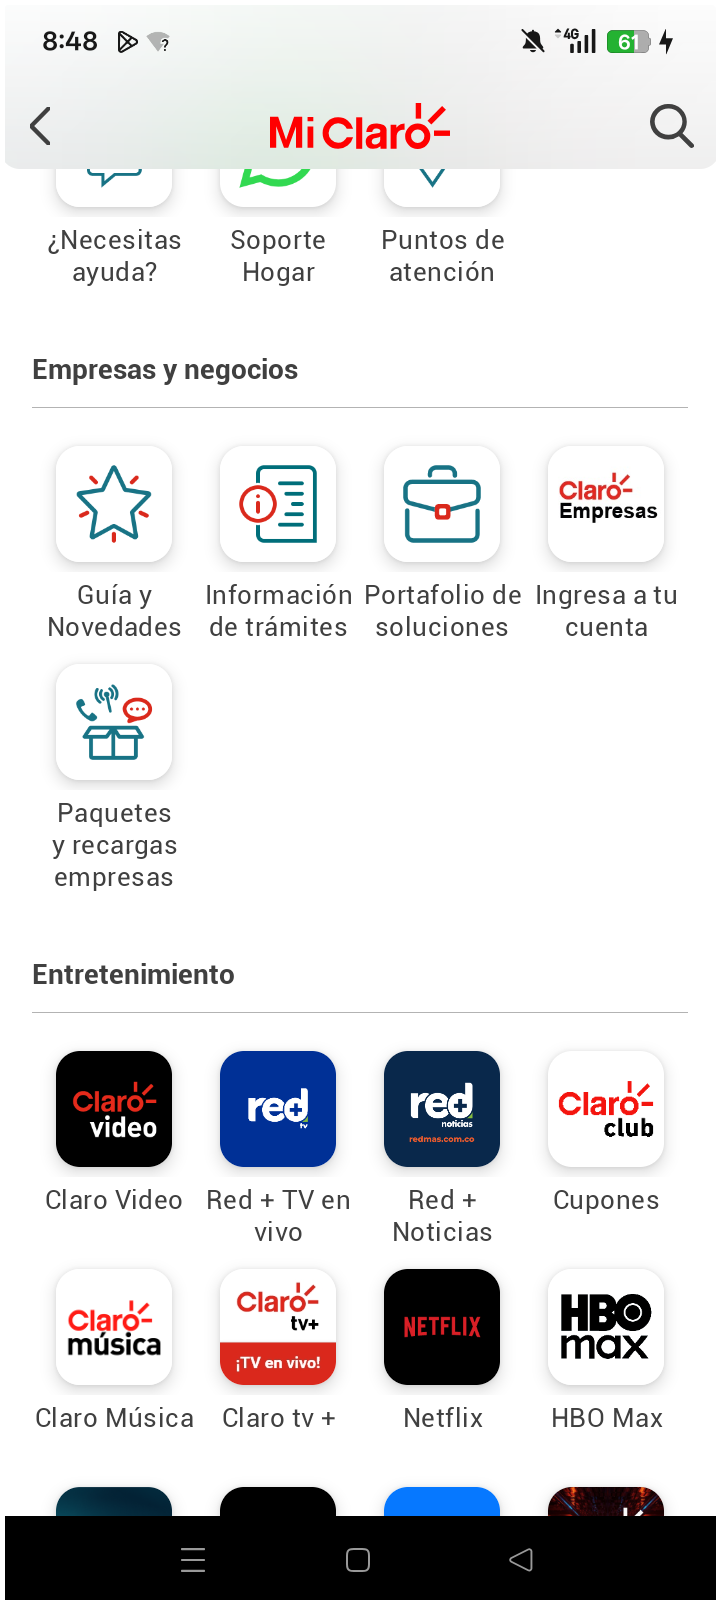 8:48
4G
61
Mi Claro
¿Necesitas
ayuda?
Soporte
Hogar
Puntos de
atención
Empresas y negocios
Claro
Empresas
Guía y
Novedades
Información
de trámites
Portafolio de
soluciones
Ingresa a tu
cuenta
Paquetes
y recargas
empresas
Entretenimiento
Claro
video
red+
tv
red+
noticias
redmas.com.co
Claro
club
Claro Video
Red + TV en
vivo
Red +
Noticias
Cupones
Claro
música
Claro
tv+
¡TV en vivo!
NETFLIX
HBO
max
Claro Música
Claro tv +
Netflix
HBO Max